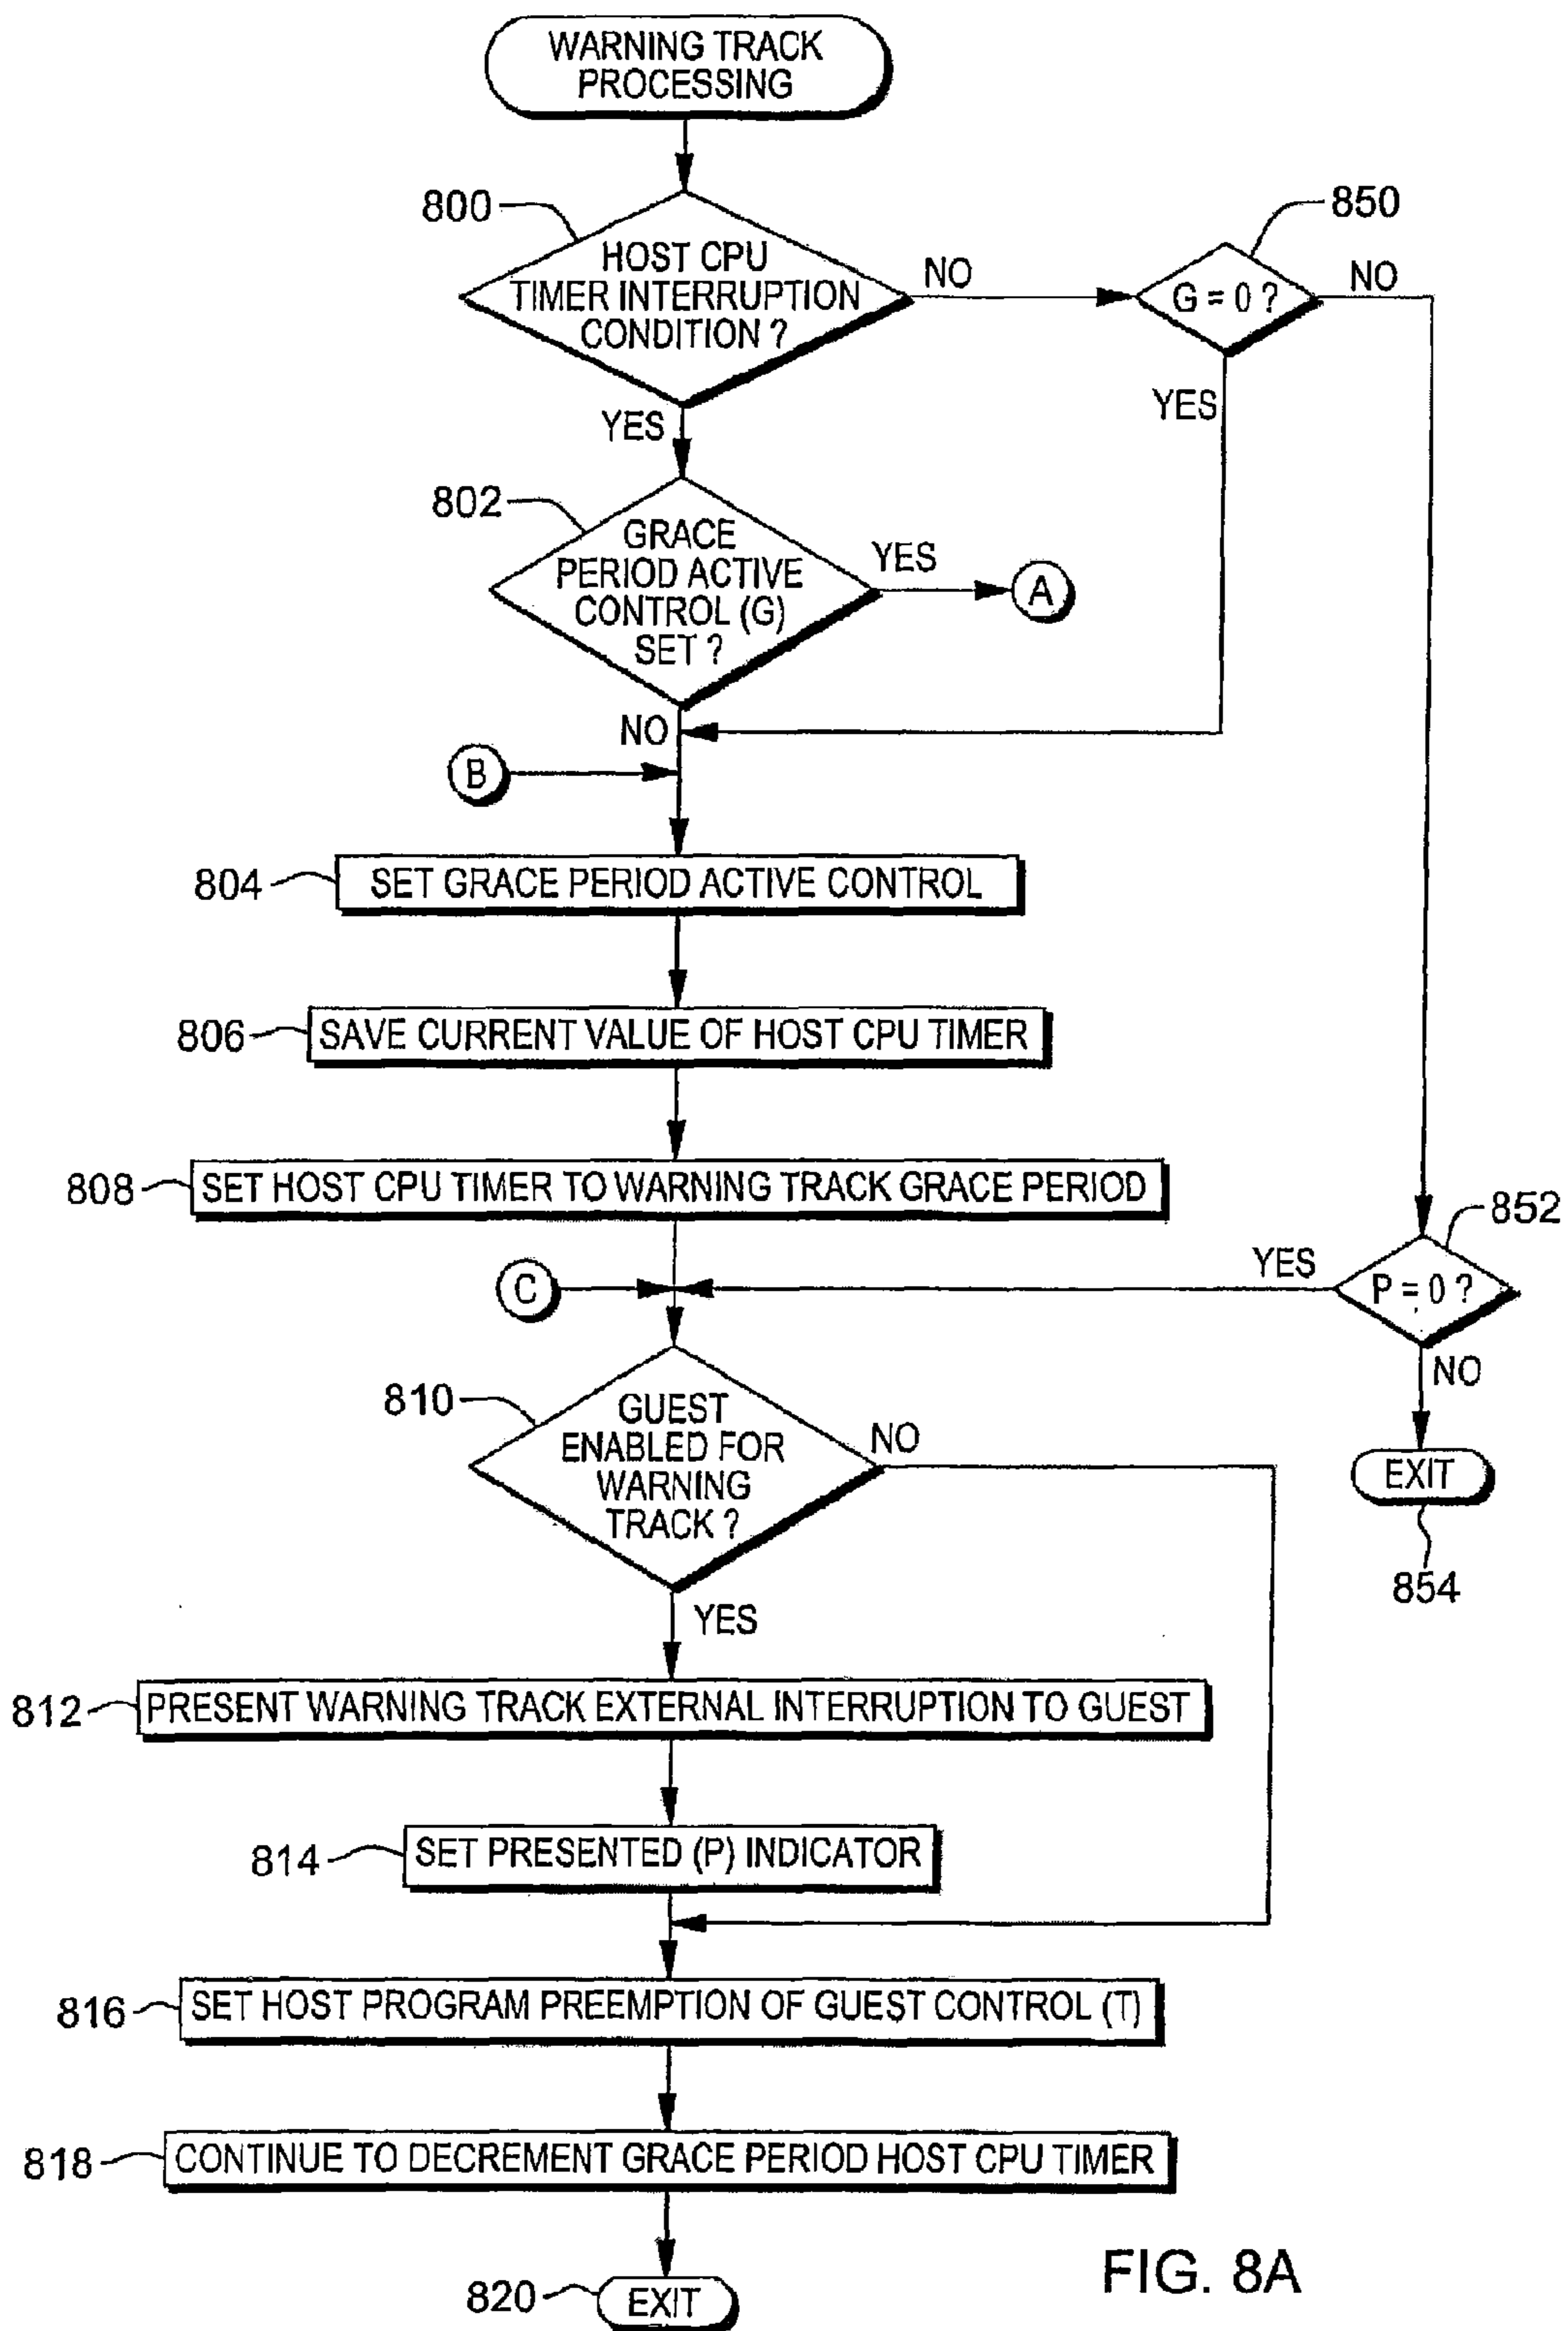 WARNING TRACK
PROCESSING
800
HOST CPU
TIMER INTERRUPTION
CONDITION ?
NO
850
G = 0 ?
NO
YES
YES
802
GRACE
PERIOD ACTIVE
CONTROL (G)
SET ?
YES
A
NO
B
804
SET GRACE PERIOD ACTIVE CONTROL
806
SAVE CURRENT VALUE OF HOST CPU TIMER
808
SET HOST CPU TIMER TO WARNING TRACK GRACE PERIOD
852
P = 0 ?
YES
C
NO
EXIT
854
810
GUEST
ENABLED FOR
WARNING
TRACK ?
NO
YES
812
PRESENT WARNING TRACK EXTERNAL INTERRUPTION TO GUEST
814
SET PRESENTED (P) INDICATOR
816
SET HOST PROGRAM PREEMPTION OF GUEST CONTROL (T)
818
CONTINUE TO DECREMENT GRACE PERIOD HOST CPU TIMER
820
EXIT
FIG. 8A